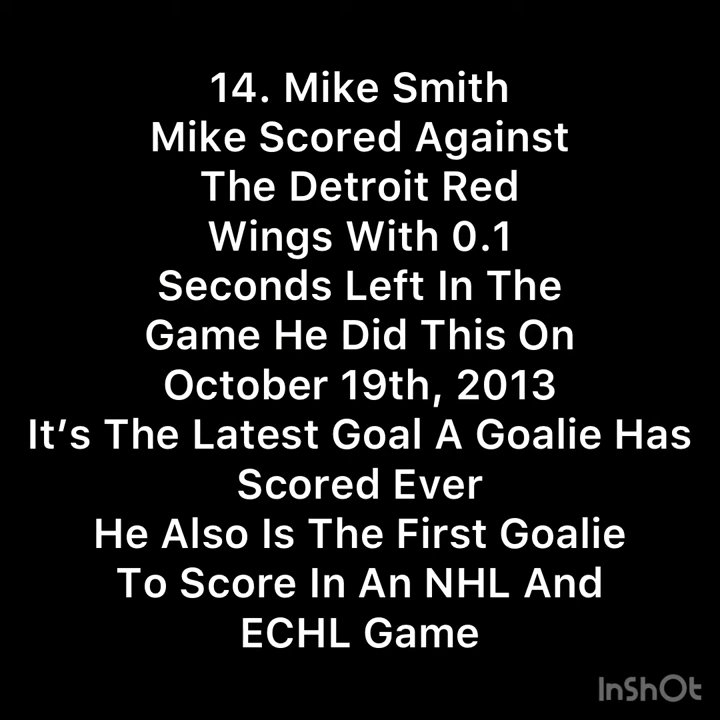 14. Mike Smith
Mike Scored Against
The Detroit Red
Wings With 0.1
Seconds Left In The
Game He Did This On
October 19th, 2013
It’s The Latest Goal A Goalie Has
Scored Ever
He Also Is The First Goalie
To Score In An NHL And
ECHL Game
InShOt